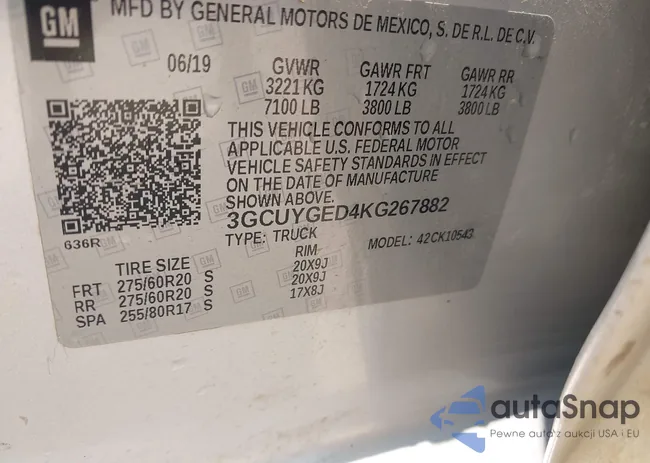 GM
MFD BY GENERAL MOTORS DE MEXICO, S. DE R.L. DE C.V.
06/19 GVWR GAWR FRT GAWR RR
3221 KG 1724 KG 1724 KG
7100 LB 3800 LB 3800 LB
THIS VEHICLE CONFORMS TO ALL
APPLICABLE U.S. FEDERAL MOTOR
VEHICLE SAFETY STANDARDS IN EFFECT
ON THE DATE OF MANUFACTURE
SHOWN ABOVE.
3GCUYGED4KG267882
636R TYPE: TRUCK MODEL: 42CK10543
TIRE SIZE RIM
FRT 275/60R20 S 20X9J
RR 275/60R20 S 20X9J
SPA 255/80R17 S 17X8J
autaSnap
Pewne auta z aukcji USA i EU